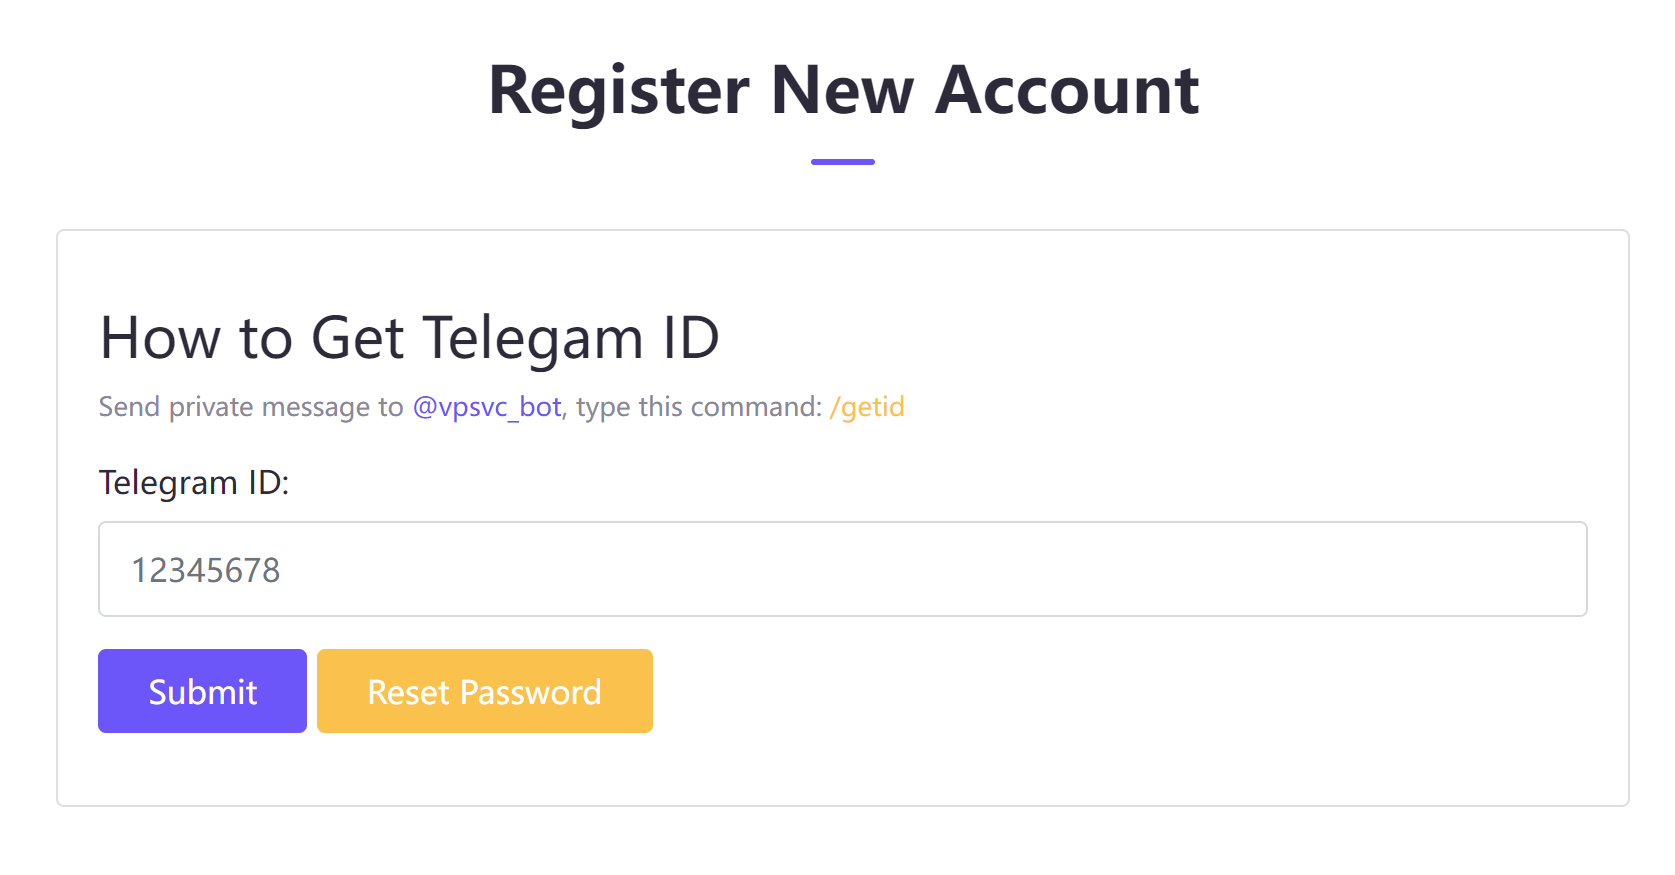 Register New Account
How to Get Telegam ID
Send private message to @vpsvc_bot, type this command: /getid
Telegram ID:
12345678
Submit Reset Password